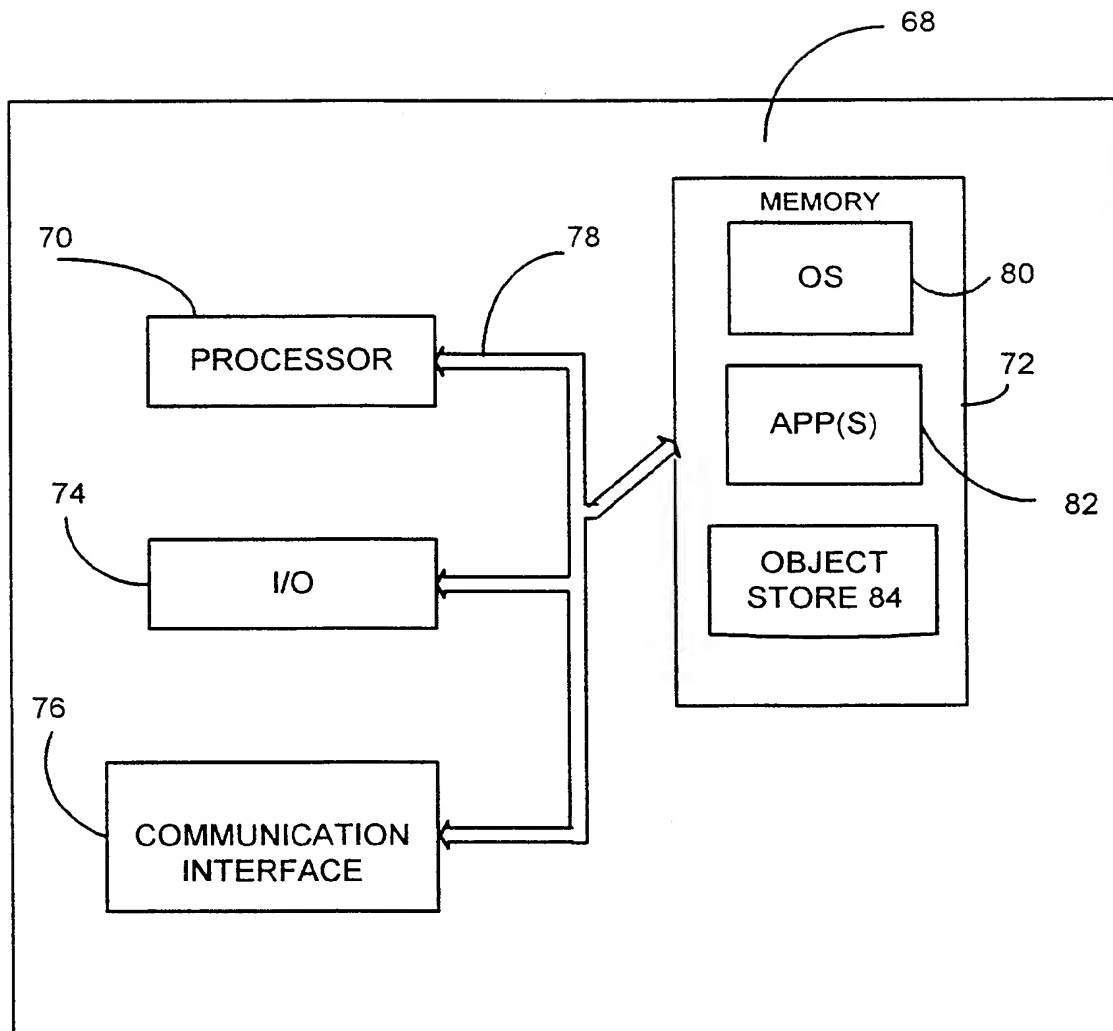 68
MEMORY
70
78
OS
80
PROCESSOR
72
APP(S)
74
82
I/O
OBJECT
STORE 84
76
COMMUNICATION
INTERFACE